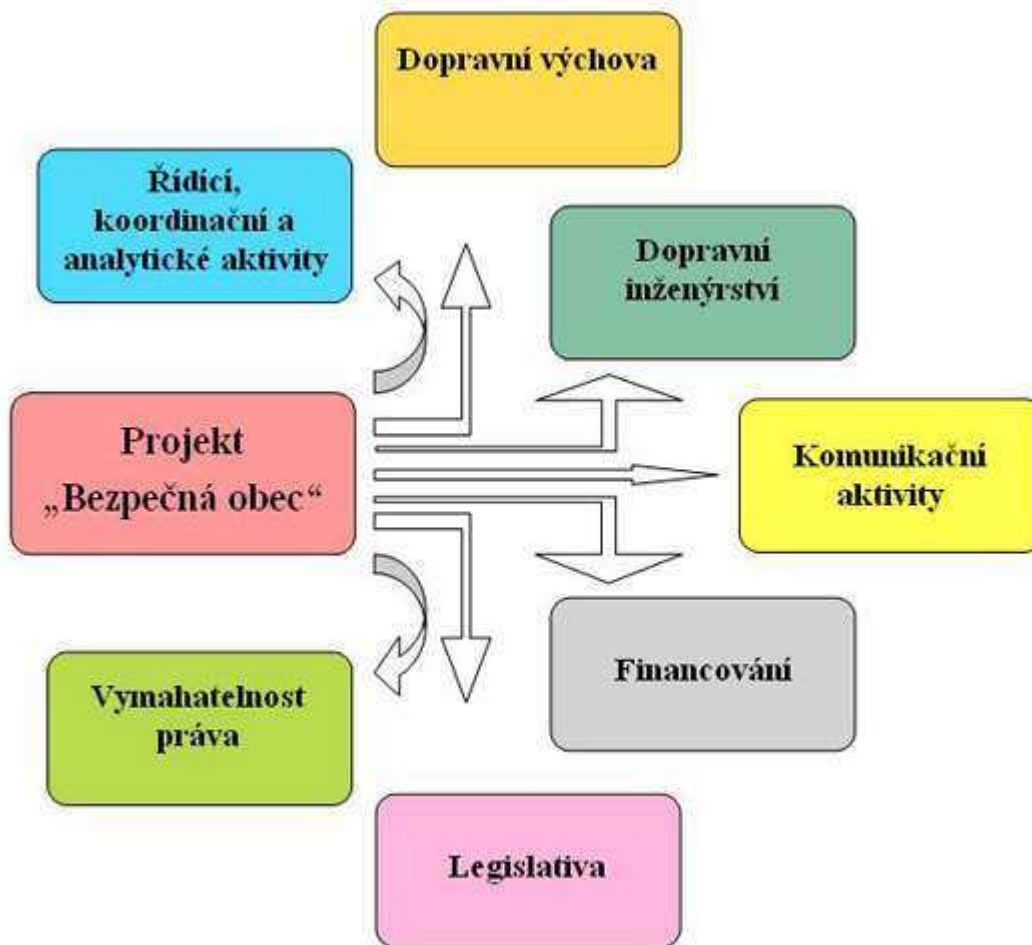 Dopravní výchova
Řídící,
koordinační a
analytické aktivity
Dopravní
inženýrství
Projekt
„Bezpečná obec“
Komunikační
aktivity
Vymahatelnost
práva
Financování
Legislativa